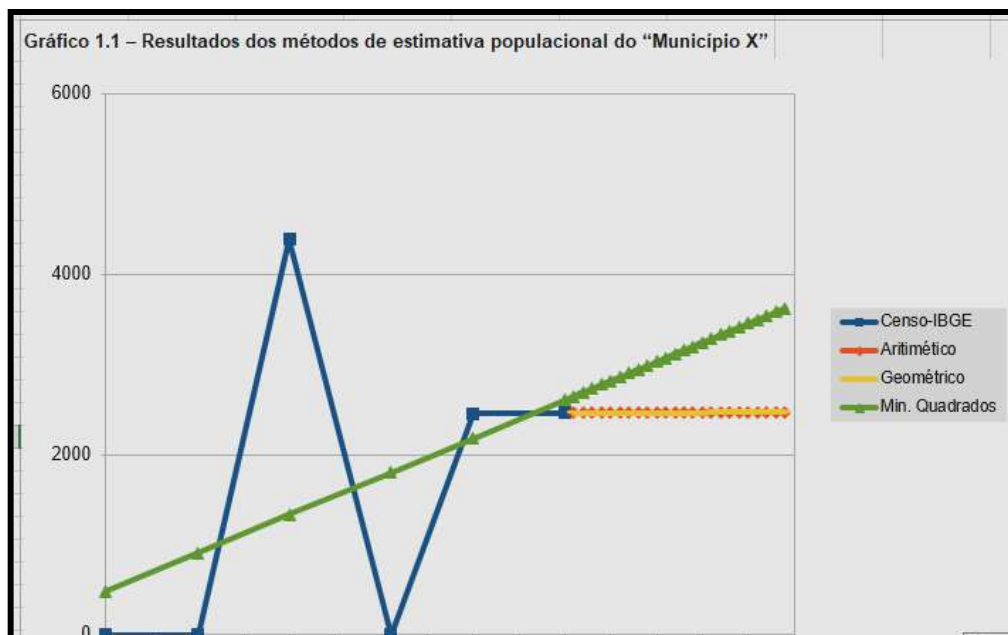 Gráfico 1.1 – Resultados dos métodos de estimativa populacional do “Município X”
6000
4000
2000
0
Censo-IBGE
Aritimético
Geométrico
Min. Quadrados